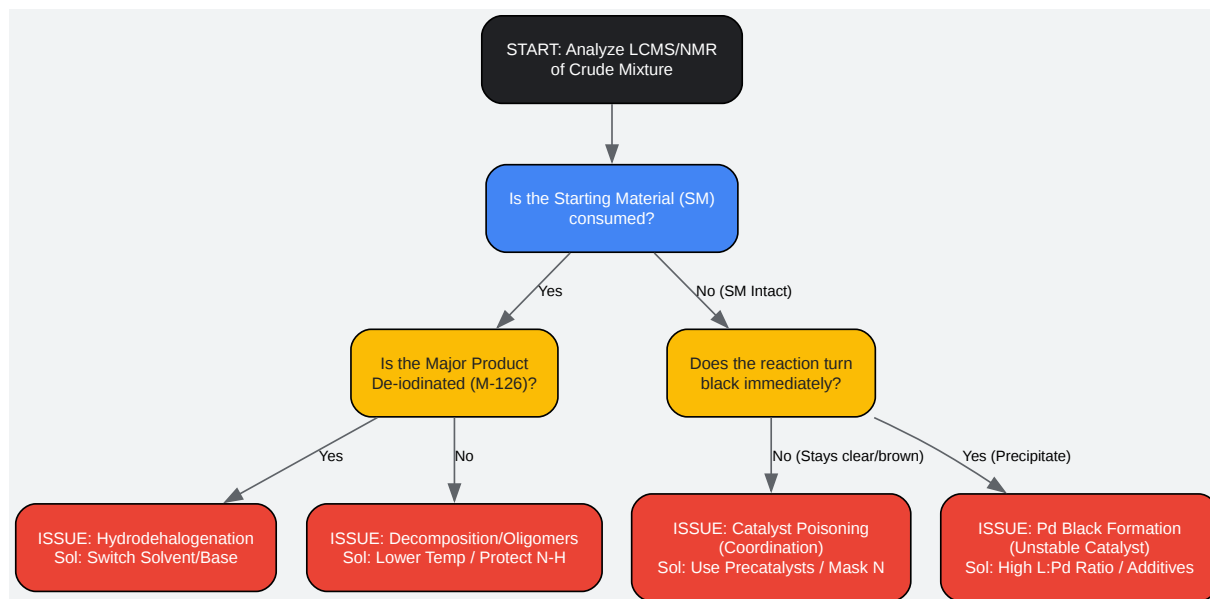 START: Analyze LCMS/NMR
of Crude Mixture
Is the Starting Material (SM)
consumed?
Yes
No (SM Intact)
Is the Major Product
De-iodinated (M-126)?
Does the reaction turn
black immediately?
Yes
No
No (Stays clear/brown)
Yes (Precipitate)
ISSUE: Hydrodehalogenation
Sol: Switch Solvent/Base
ISSUE: Decomposition/Oligomers
Sol: Lower Temp / Protect N-H
ISSUE: Catalyst Poisoning
(Coordination)
Sol: Use Precatalysts / Mask N
ISSUE: Pd Black Formation
(Unstable Catalyst)
Sol: High L:Pd Ratio / Additives